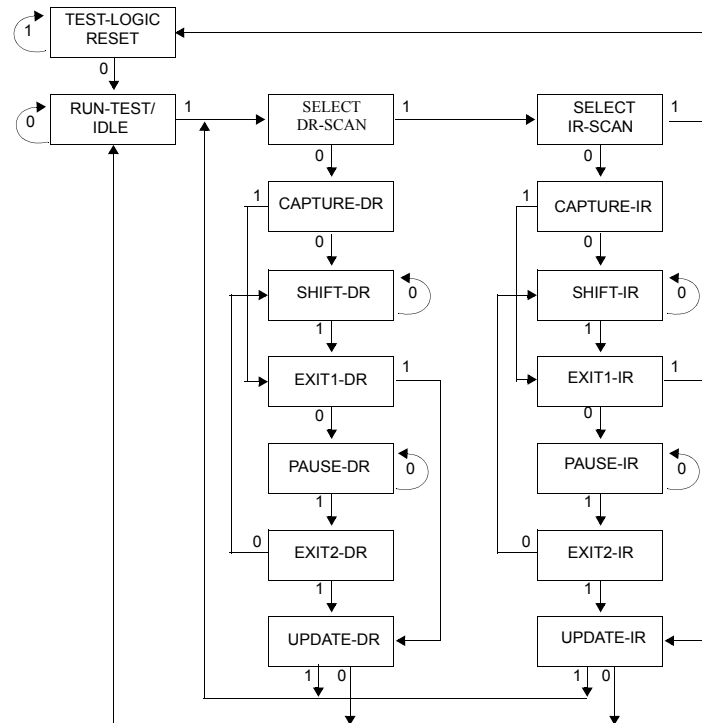 TEST-LOGIC
RESET
1
0
RUN-TEST/
IDLE
0
1
SELECT
DR-SCAN
1
SELECT
IR-SCAN
1
0
0
1
CAPTURE-DR
1
CAPTURE-IR
0
0
SHIFT-DR
0
SHIFT-IR
0
1
1
EXIT1-DR
1
EXIT1-IR
1
0
0
PAUSE-DR
0
PAUSE-IR
0
1
1
0
EXIT2-DR
0
EXIT2-IR
1
1
UPDATE-DR
UPDATE-IR
1 0
1 0